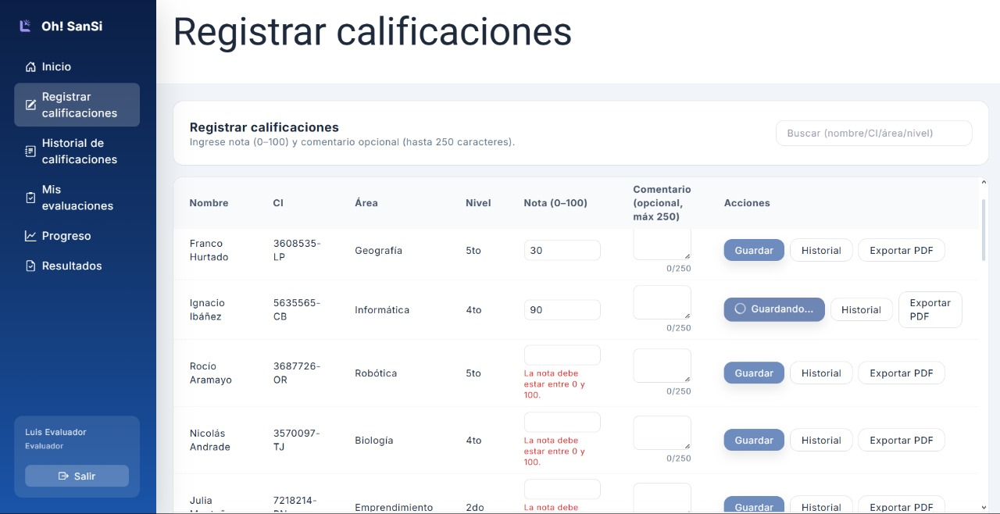 Oh! SanSi
Inicio
Registrar
calificaciones
Historial de
calificaciones
Mis
evaluaciones
Progreso
Resultados
Luis Evaluador
Evaluador
Salir
Registrar calificaciones
Registrar calificaciones
Ingrese nota (0–100) y comentario opcional (hasta 250 caracteres).
Buscar (nombre/CI/área/nivel)
Nombre CI Área Nivel Nota (0–100) Comentario (opcional, máx 250) Acciones
Franco Hurtado 3608535-LP Geografía 5to 30 0/250 Guardar Historial Exportar PDF
Ignacio Ibáñez 5635565-CB Informática 4to 90 0/250 Guardando... Historial Exportar PDF
Rocío Aramayo 3687726-OR Robótica 5to La nota debe estar entre 0 y 100. 0/250 Guardar Historial Exportar PDF
Nicolás Andrade 3570097-TJ Biología 4to La nota debe estar entre 0 y 100. 0/250 Guardar Historial Exportar PDF
Julia 7218214- Emprendimiento 2do La nota debe Guardar Historial Exportar PDF